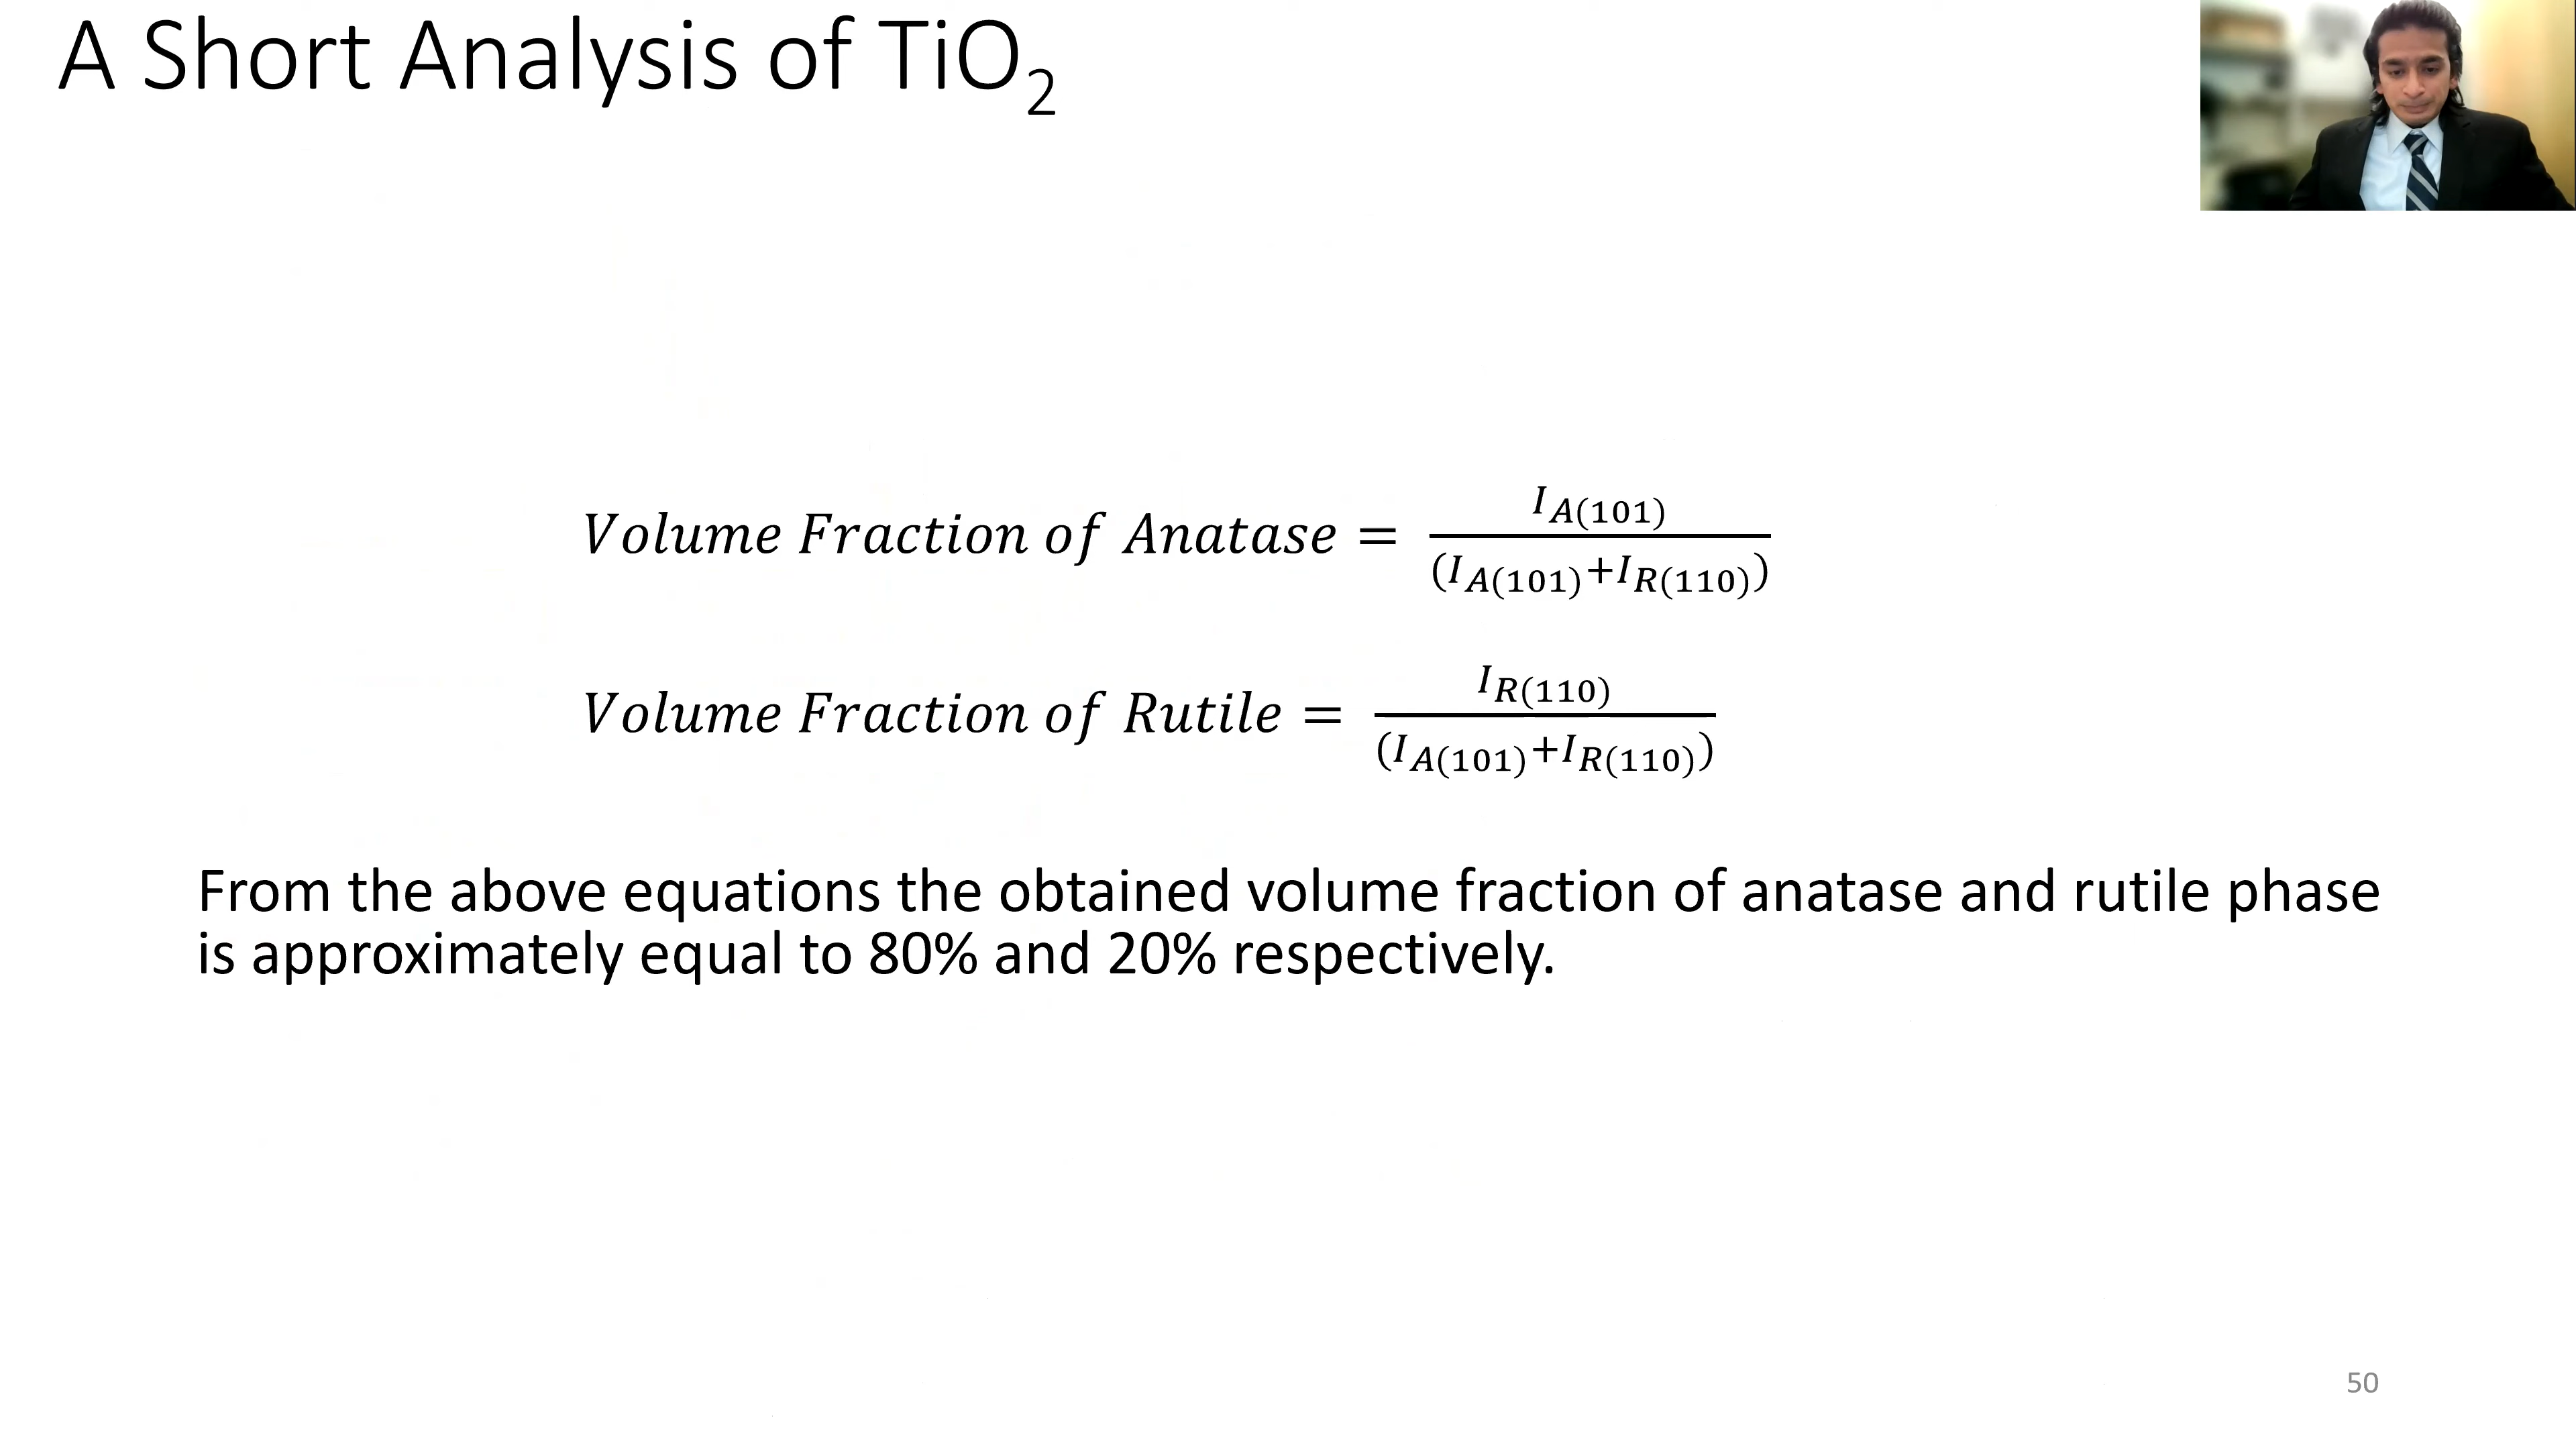 A Short Analysis of TiO₂
Volume Fraction of Anatase = I_A(101) / (I_A(101)+I_R(110))
Volume Fraction of Rutile = I_R(110) / (I_A(101)+I_R(110))
From the above equations the obtained volume fraction of anatase and rutile phase
is approximately equal to 80% and 20% respectively.
50